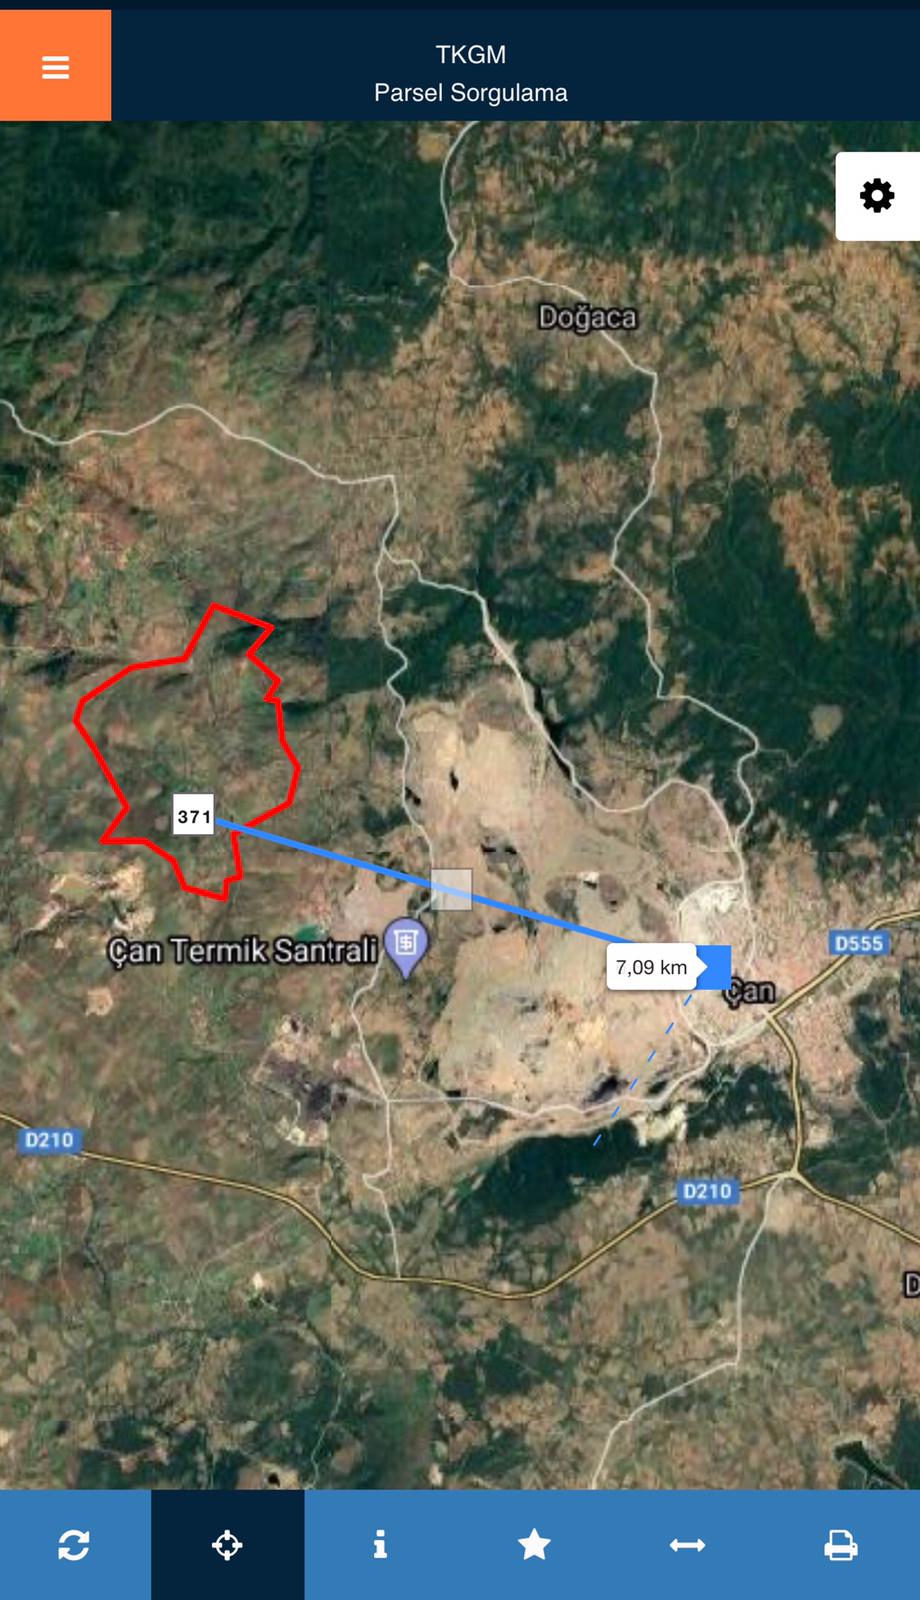 TKGM
Parsel Sorgulama
Doğaca
371
Çan Termik Santrali
7,09 km
D555
Çan
D210
D210
D